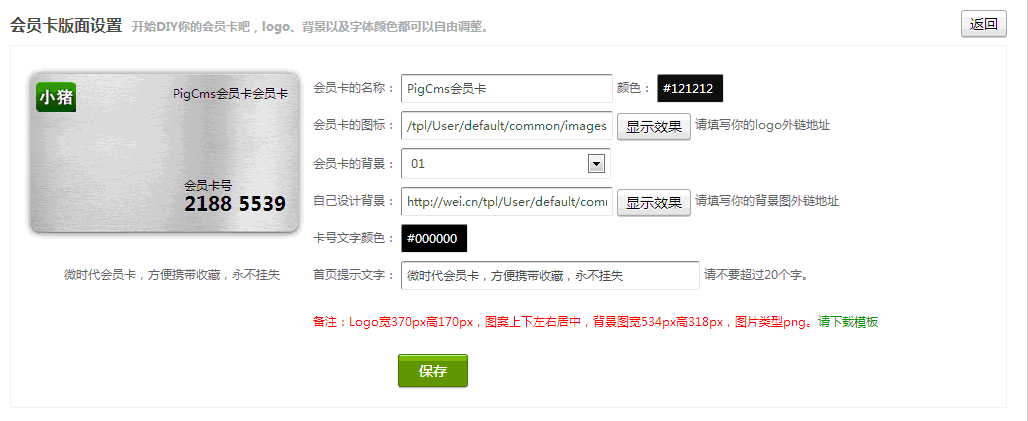 会员卡版面设置 开始DIY你的会员卡吧，logo、背景以及字体颜色都可以自由调整。 返回
小猪 PigCms会员卡会员卡
会员卡号
2188 5539
微时代会员卡，方便携带收藏，永不挂失
会员卡的名称： PigCms会员卡 颜色： #121212
会员卡的图标： /tpl/User/default/common/images 显示效果 请填写你的logo外链地址
会员卡的背景： 01
自己设计背景： http://wei.cn/tpl/User/default/com 显示效果 请填写你的背景图外链地址
卡号文字颜色： #000000
首页提示文字： 微时代会员卡，方便携带收藏，永不挂失 请不要超过20个字。
备注：Logo宽370px高170px，图案上下左右居中，背景图宽534px高318px，图片类型png。请下载模板
保存